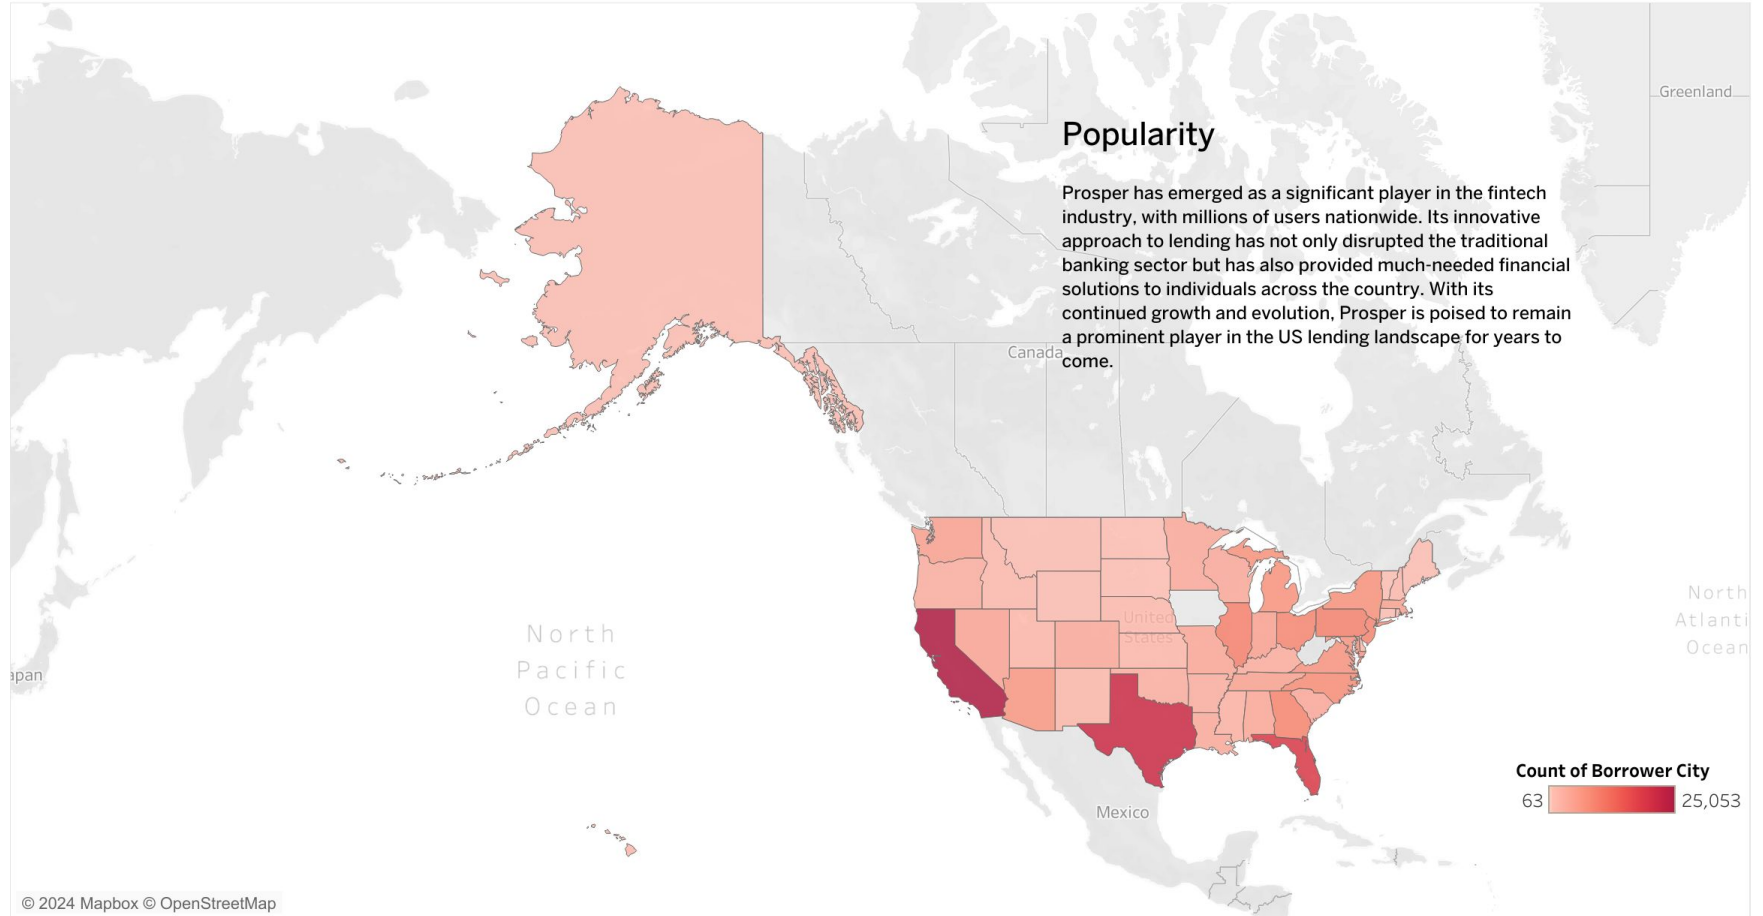 Greenland
Popularity
Prosper has emerged as a significant player in the fintech
industry, with millions of users nationwide. Its innovative
approach to lending has not only disrupted the traditional
banking sector but has also provided much-needed financial
solutions to individuals across the country. With its
continued growth and evolution, Prosper is poised to remain
a prominent player in the US lending landscape for years to
come.
Canada
North
Atlanti
Ocean
United
States
North
Pacific
Ocean
apan
Mexico
Count of Borrower City
63 25,053
© 2024 Mapbox © OpenStreetMap